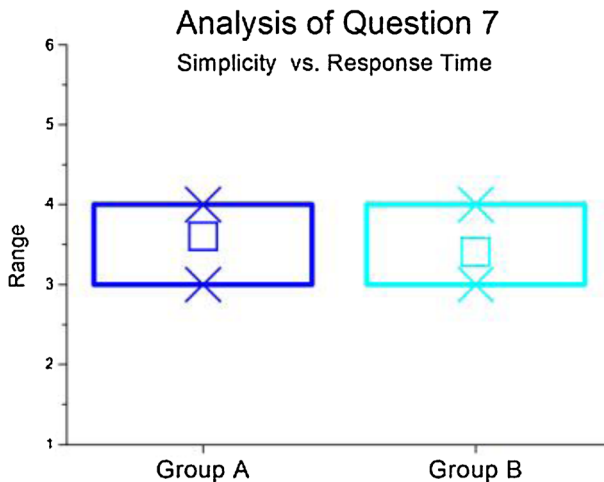 Analysis of Question 7
Simplicity vs. Response Time
6
5
4
3
2
1
Range
Group A
Group B